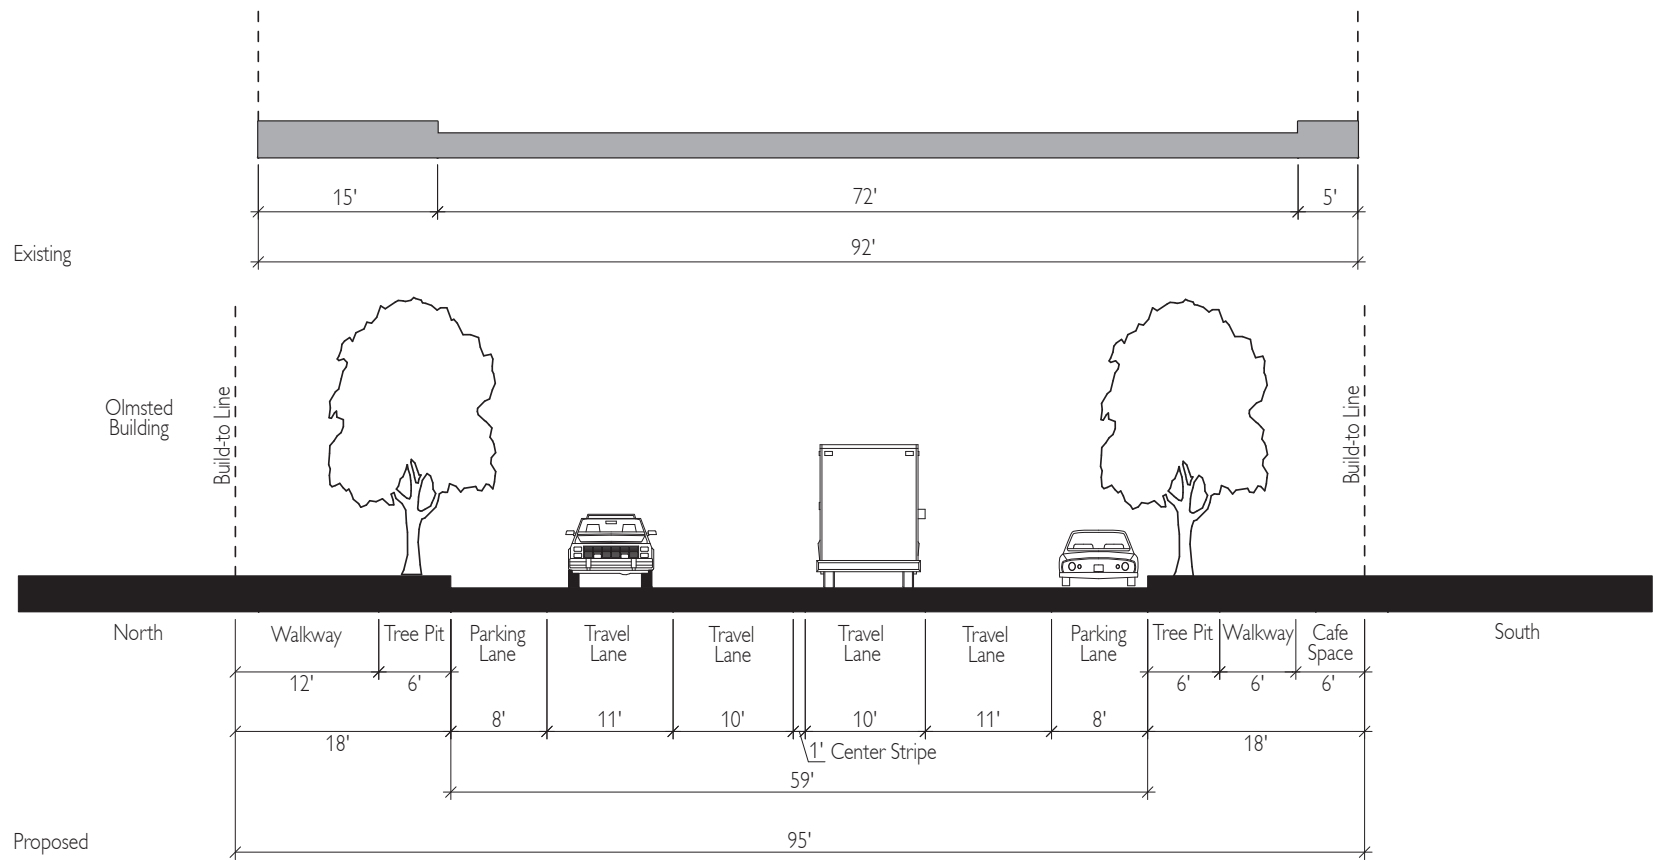 15'
72'
5'
92'
Existing
Olmsted
Building
Build-to Line
Build-to Line
North
Walkway
Tree Pit
Parking
Lane
Travel
Lane
Travel
Lane
Travel
Lane
Travel
Lane
Parking
Lane
Tree Pit
Walkway
Cafe
Space
South
12'
6'
6'
6'
6'
8'
11'
10'
10'
11'
8'
18'
18'
1' Center Stripe
59'
95'
Proposed